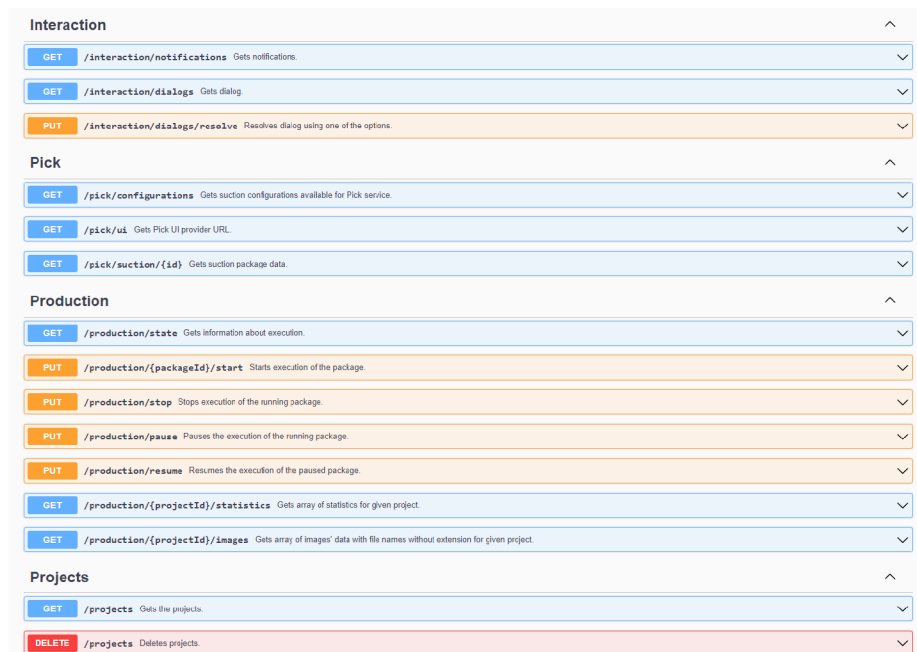 Interaction
GET /interaction/notifications Gets notifications.
GET /interaction/dialogs Gets dialog.
PUT /interaction/dialogs/resolve Resolves dialog using one of the options.
Pick
GET /pick/configurations Gets suction configurations available for Pick service.
GET /pick/ui Gets Pick UI provider URL.
GET /pick/suction/{id} Gets suction package data.
Production
GET /production/state Gets information about execution.
PUT /production/{packageId}/start Starts execution of the package.
PUT /production/stop Stops execution of the running package.
PUT /production/pause Pauses the execution of the running package.
PUT /production/resume Resumes the execution of the paused package.
GET /production/{projectId}/statistics Gets array of statistics for given project.
GET /production/{projectId}/images Gets array of images' data with file names without extension for given project.
Projects
GET /projects Gets the projects.
DELETE /projects Deletes projects.